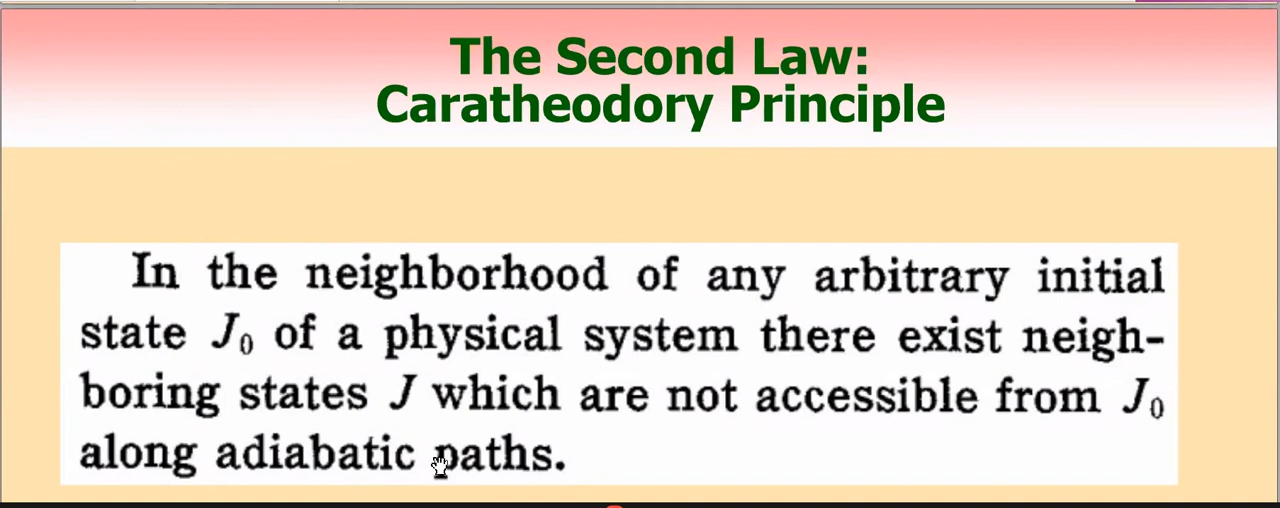 The Second Law:
Caratheodory Principle
In the neighborhood of any arbitrary initial
state J₀ of a physical system there exist neigh-
boring states J which are not accessible from J₀
along adiabatic paths.